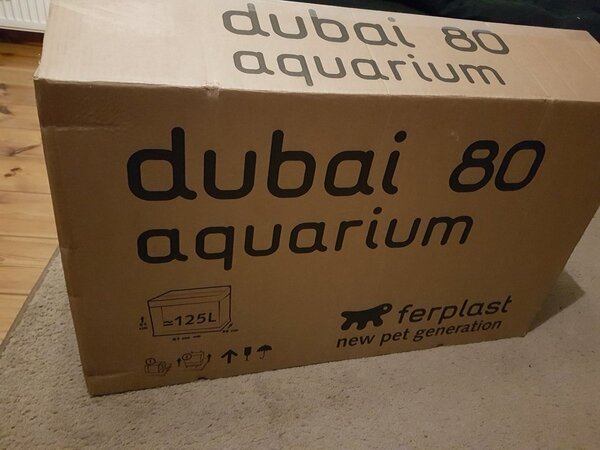 dubai 80
aquarium
dubai 80
aquarium
≃125L
ferplast
new pet generation